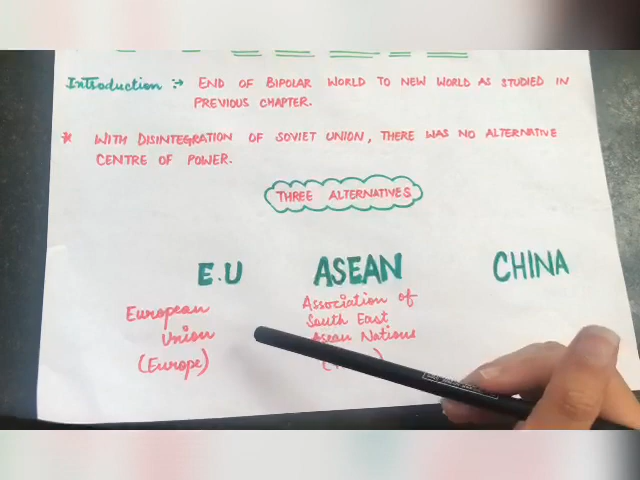 Introduction :→ END OF BIPOLAR WORLD TO NEW WORLD AS STUDIED IN
PREVIOUS CHAPTER.
* WITH DISINTEGRATION OF SOVIET UNION, THERE WAS NO ALTERNATIVE
CENTRE OF POWER.
THREE ALTERNATIVES
E.U ASEAN CHINA
European
Union
(Europe)
Association of
South East
Asean Nations